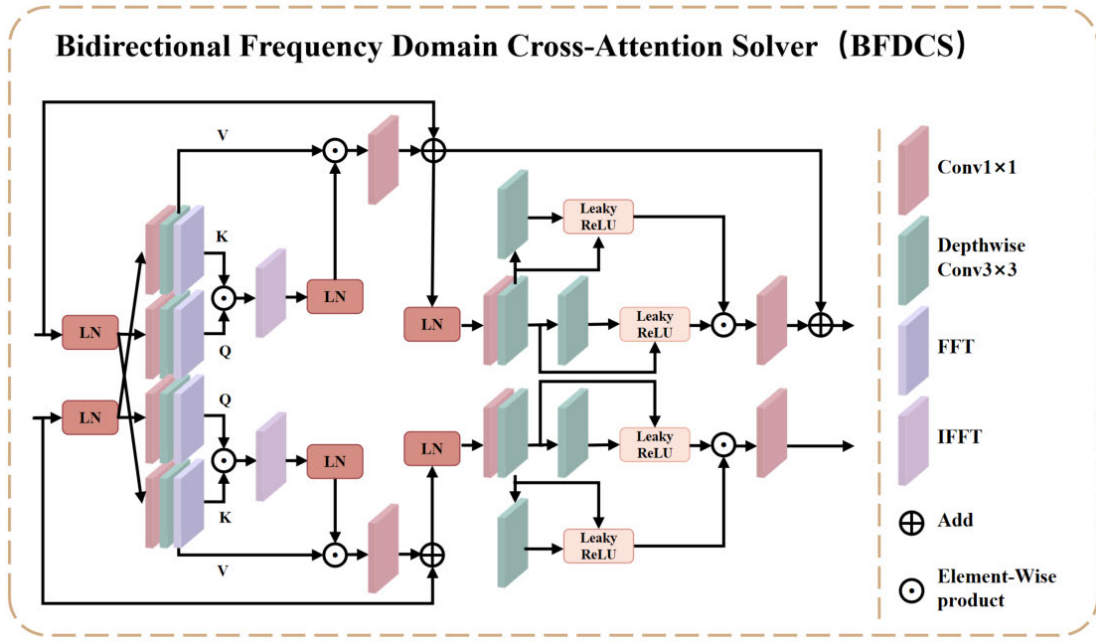 Bidirectional Frequency Domain Cross-Attention Solver（BFDCS）
V
K
LN
LN
Q
Q
LN
LN
K
V
Leaky
ReLU
LN
Leaky
ReLU
LN
Leaky
ReLU
Leaky
ReLU
Conv1×1
Depthwise
Conv3×3
FFT
IFFT
Add
Element-Wise
product